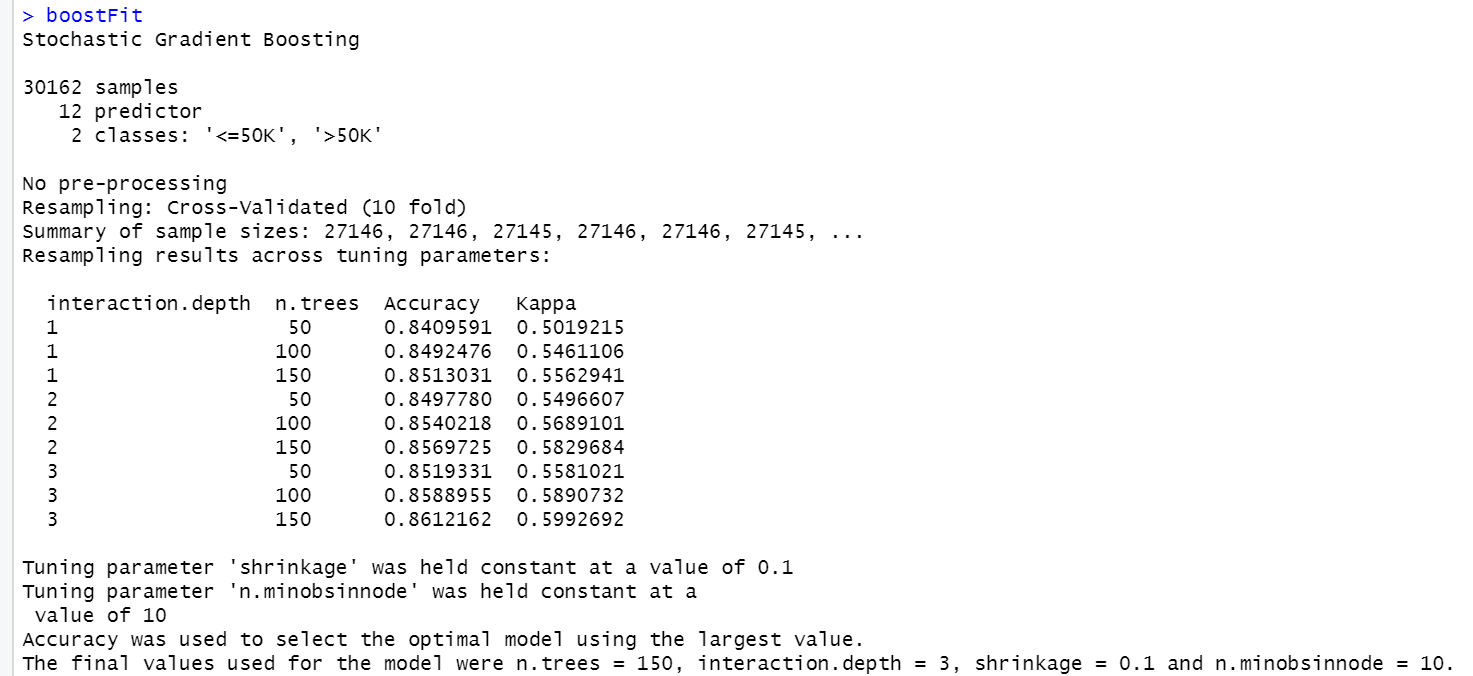 > boostFit
Stochastic Gradient Boosting
30162 samples
12 predictor
2 classes: '<=50K', '>50K'
No pre-processing
Resampling: Cross-Validated (10 fold)
Summary of sample sizes: 27146, 27146, 27145, 27146, 27146, 27145, ...
Resampling results across tuning parameters:
interaction.depth  n.trees  Accuracy   Kappa
1                   50      0.8409591  0.5019215
1                  100      0.8492476  0.5461106
1                  150      0.8513031  0.5562941
2                   50      0.8497780  0.5496607
2                  100      0.8540218  0.5689101
2                  150      0.8569725  0.5829684
3                   50      0.8519331  0.5581021
3                  100      0.8588955  0.5890732
3                  150      0.8612162  0.5992692
Tuning parameter 'shrinkage' was held constant at a value of 0.1
Tuning parameter 'n.minobsinnode' was held constant at a
value of 10
Accuracy was used to select the optimal model using the largest value.
The final values used for the model were n.trees = 150, interaction.depth = 3, shrinkage = 0.1 and n.minobsinnode = 10.